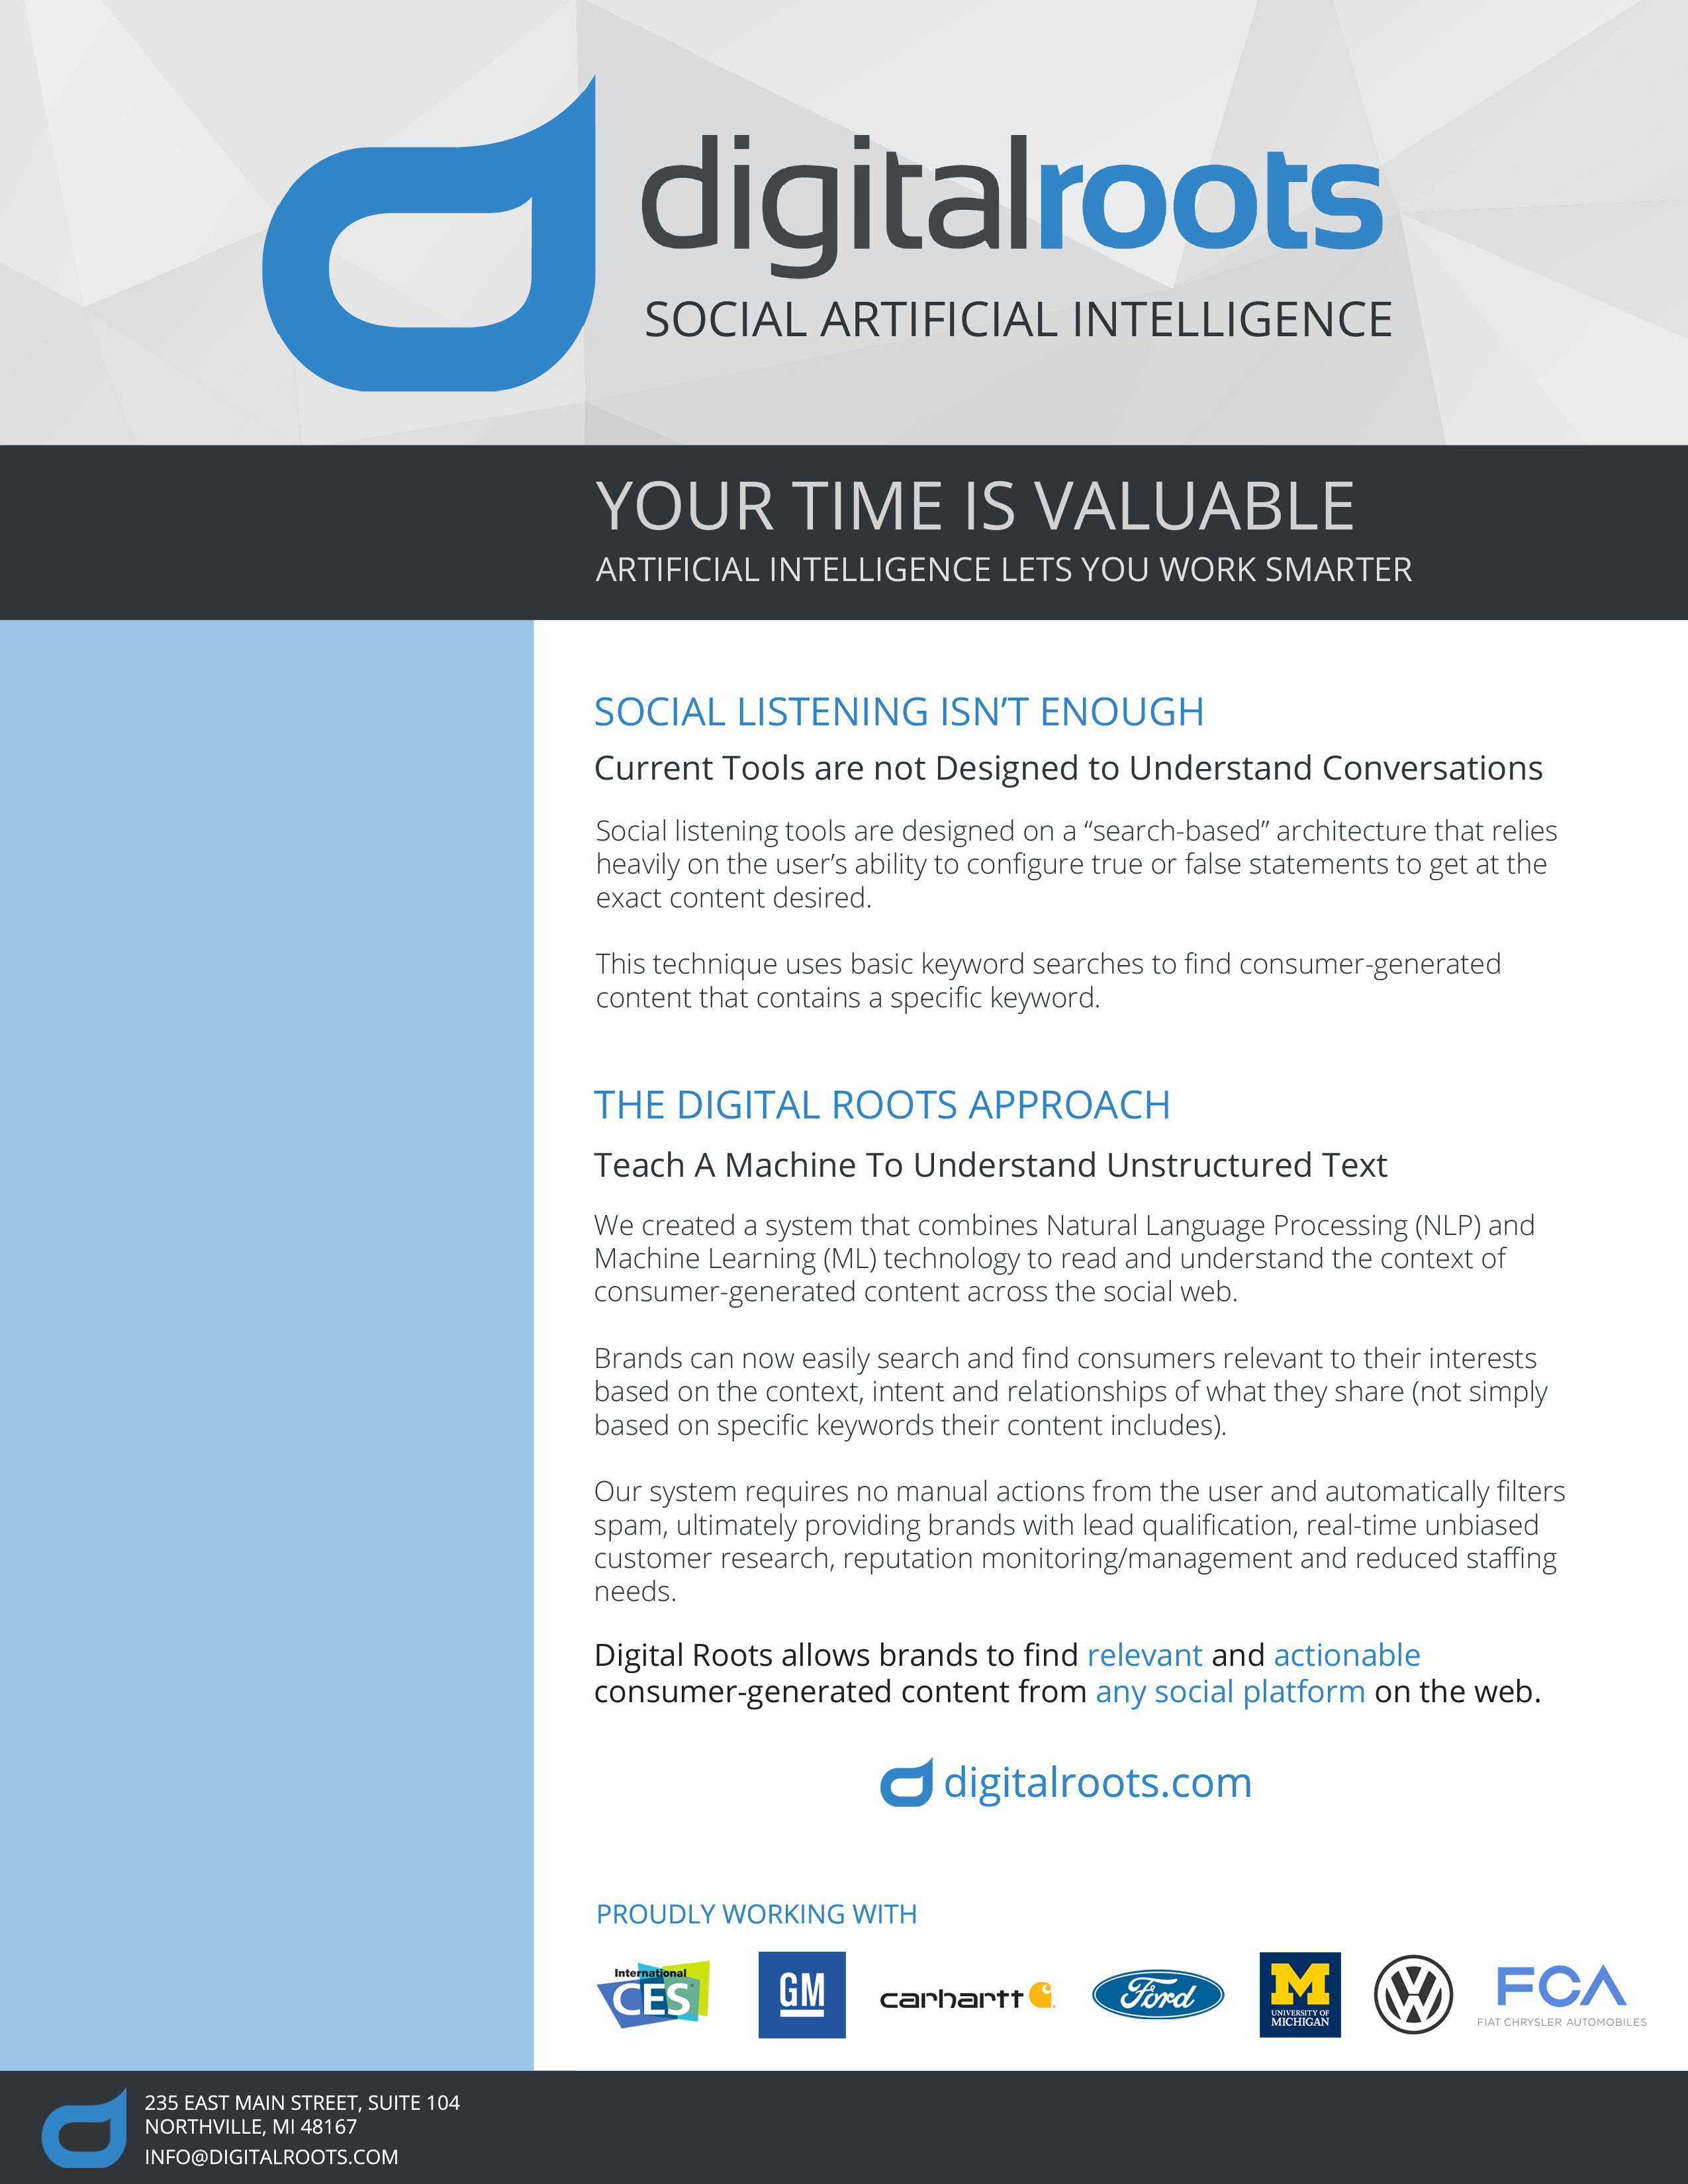 digitalroots
SOCIAL ARTIFICIAL INTELLIGENCE
YOUR TIME IS VALUABLE
ARTIFICIAL INTELLIGENCE LETS YOU WORK SMARTER
SOCIAL LISTENING ISN’T ENOUGH
Current Tools are not Designed to Understand Conversations
Social listening tools are designed on a “search-based” architecture that relies
heavily on the user’s ability to configure true or false statements to get at the
exact content desired.
This technique uses basic keyword searches to find consumer-generated
content that contains a specific keyword.
THE DIGITAL ROOTS APPROACH
Teach A Machine To Understand Unstructured Text
We created a system that combines Natural Language Processing (NLP) and
Machine Learning (ML) technology to read and understand the context of
consumer-generated content across the social web.
Brands can now easily search and find consumers relevant to their interests
based on the context, intent and relationships of what they share (not simply
based on specific keywords their content includes).
Our system requires no manual actions from the user and automatically filters
spam, ultimately providing brands with lead qualification, real-time unbiased
customer research, reputation monitoring/management and reduced staffing
needs.
Digital Roots allows brands to find relevant and actionable
consumer-generated content from any social platform on the web.
digitalroots.com
PROUDLY WORKING WITH
International
CES
GM
carhartt
Ford
M
UNIVERSITY OF
MICHIGAN
VW
FCA
FIAT CHRYSLER AUTOMOBILES
235 EAST MAIN STREET, SUITE 104
NORTHVILLE, MI 48167
INFO@DIGITALROOTS.COM